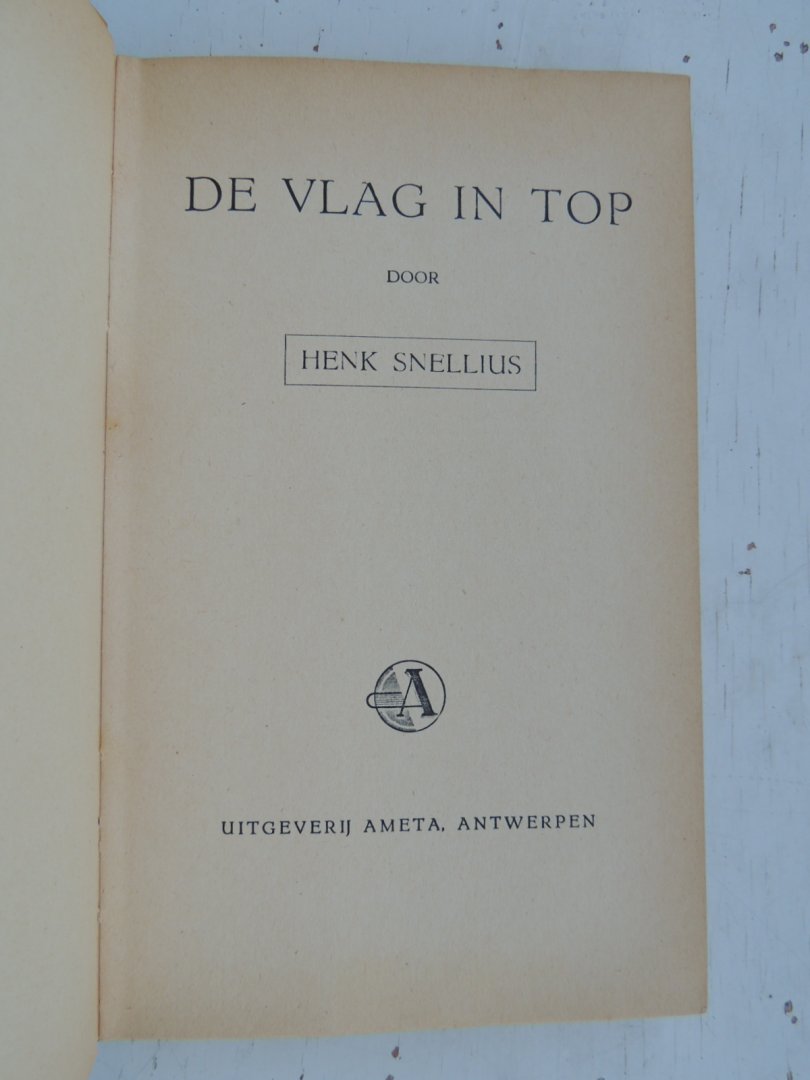 DE VLAG IN TOP
DOOR
HENK SNELLIUS
A
UITGEVERIJ AMETA, ANTWERPEN